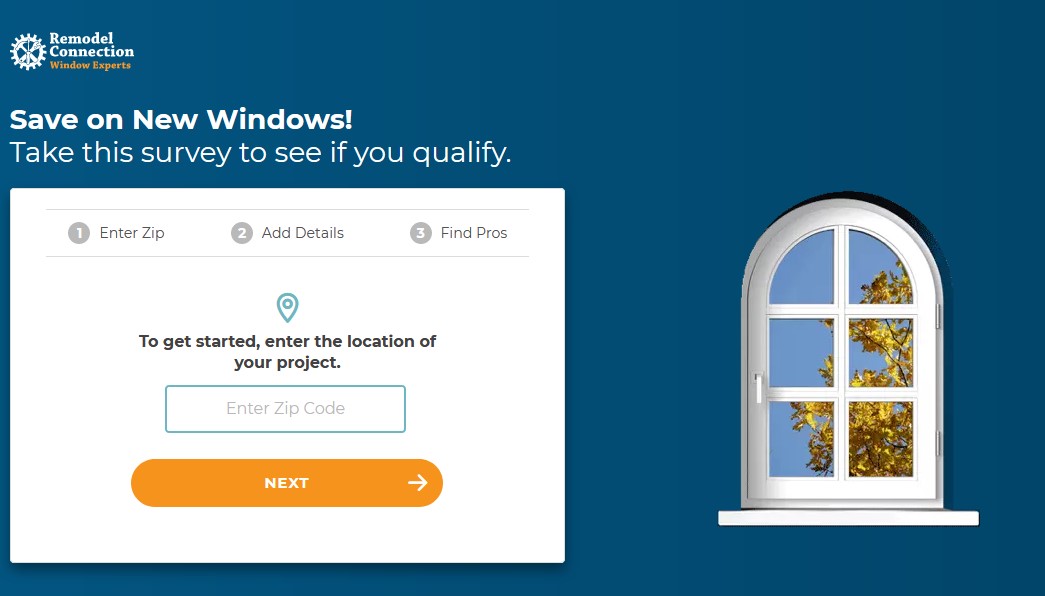 Remodel
Connection
Window Experts
Save on New Windows!
Take this survey to see if you qualify.
1 Enter Zip 2 Add Details 3 Find Pros
To get started, enter the location of
your project.
Enter Zip Code
NEXT